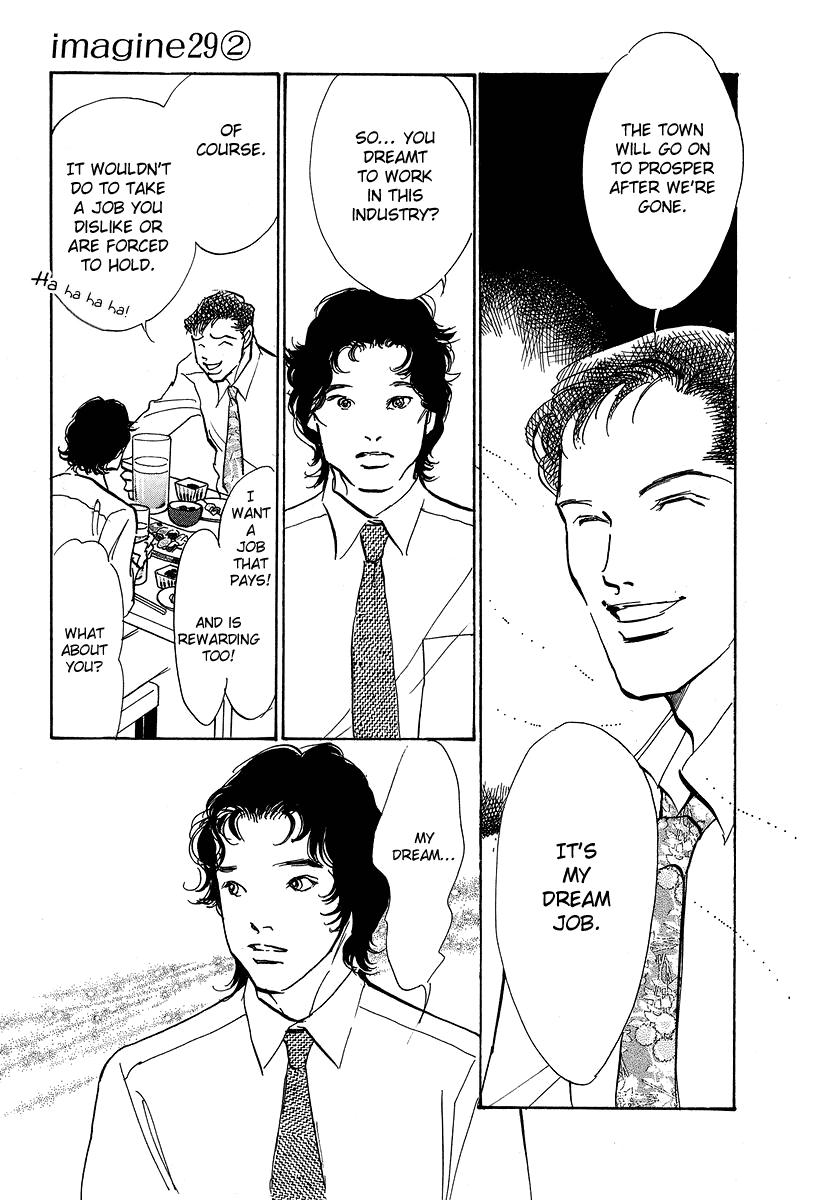 imagine29②
THE TOWN
WILL GO ON
TO PROSPER
AFTER WE'RE
GONE.
IT'S
MY
DREAM
JOB.
SO... YOU
DREAMT
TO WORK
IN THIS
INDUSTRY?
OF
COURSE.
IT WOULDN'T
DO TO TAKE
A JOB YOU
DISLIKE OR
ARE FORCED
TO HOLD.
Ha ha ha ha!
I
WANT
A
JOB
THAT
PAYS!
AND IS
REWARDING
TOO!
WHAT
ABOUT
YOU?
MY
DREAM...